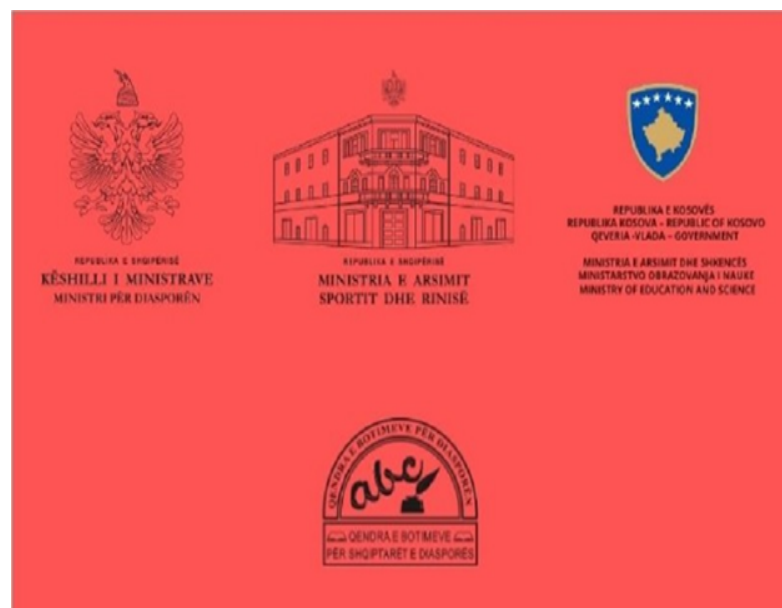 REPUBLIKA E SHQIPËRISË
KËSHILLI I MINISTRAVE
MINISTRI PËR DIASPORËN
REPUBLIKA E SHQIPËRISË
MINISTRIA E ARSIMIT
SPORTIT DHE RINISË
REPUBLIKA E KOSOVËS
REPUBLIKA KOSOVA - REPUBLIC OF KOSOVO
QEVERIA -VLADA - GOVERNMENT
MINISTRIA E ARSIMIT DHE SHKENCËS
MINISTARSTVO OBRAZOVANJA I NAUKE
MINISTRY OF EDUCATION AND SCIENCE
QENDRA E BOTIMEVE PËR DIASPORËN
abc
QENDRA E BOTIMEVE
PËR SHQIPTARËT E DIASPORËS